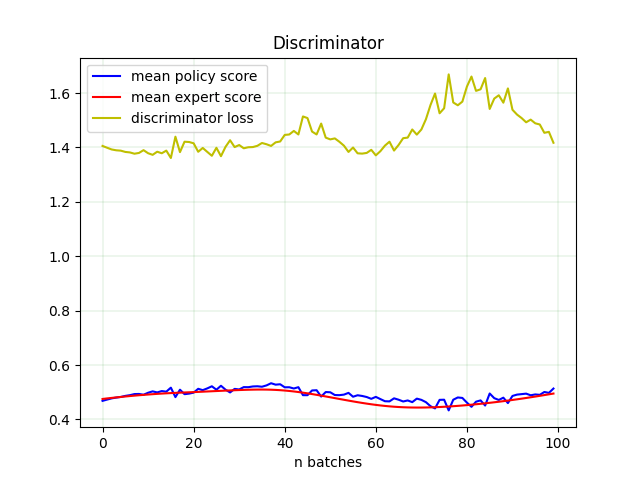 Discriminator
mean policy score
mean expert score
discriminator loss
1.6
1.4
1.2
1.0
0.8
0.6
0.4
0 20 40 60 80 100
n batches